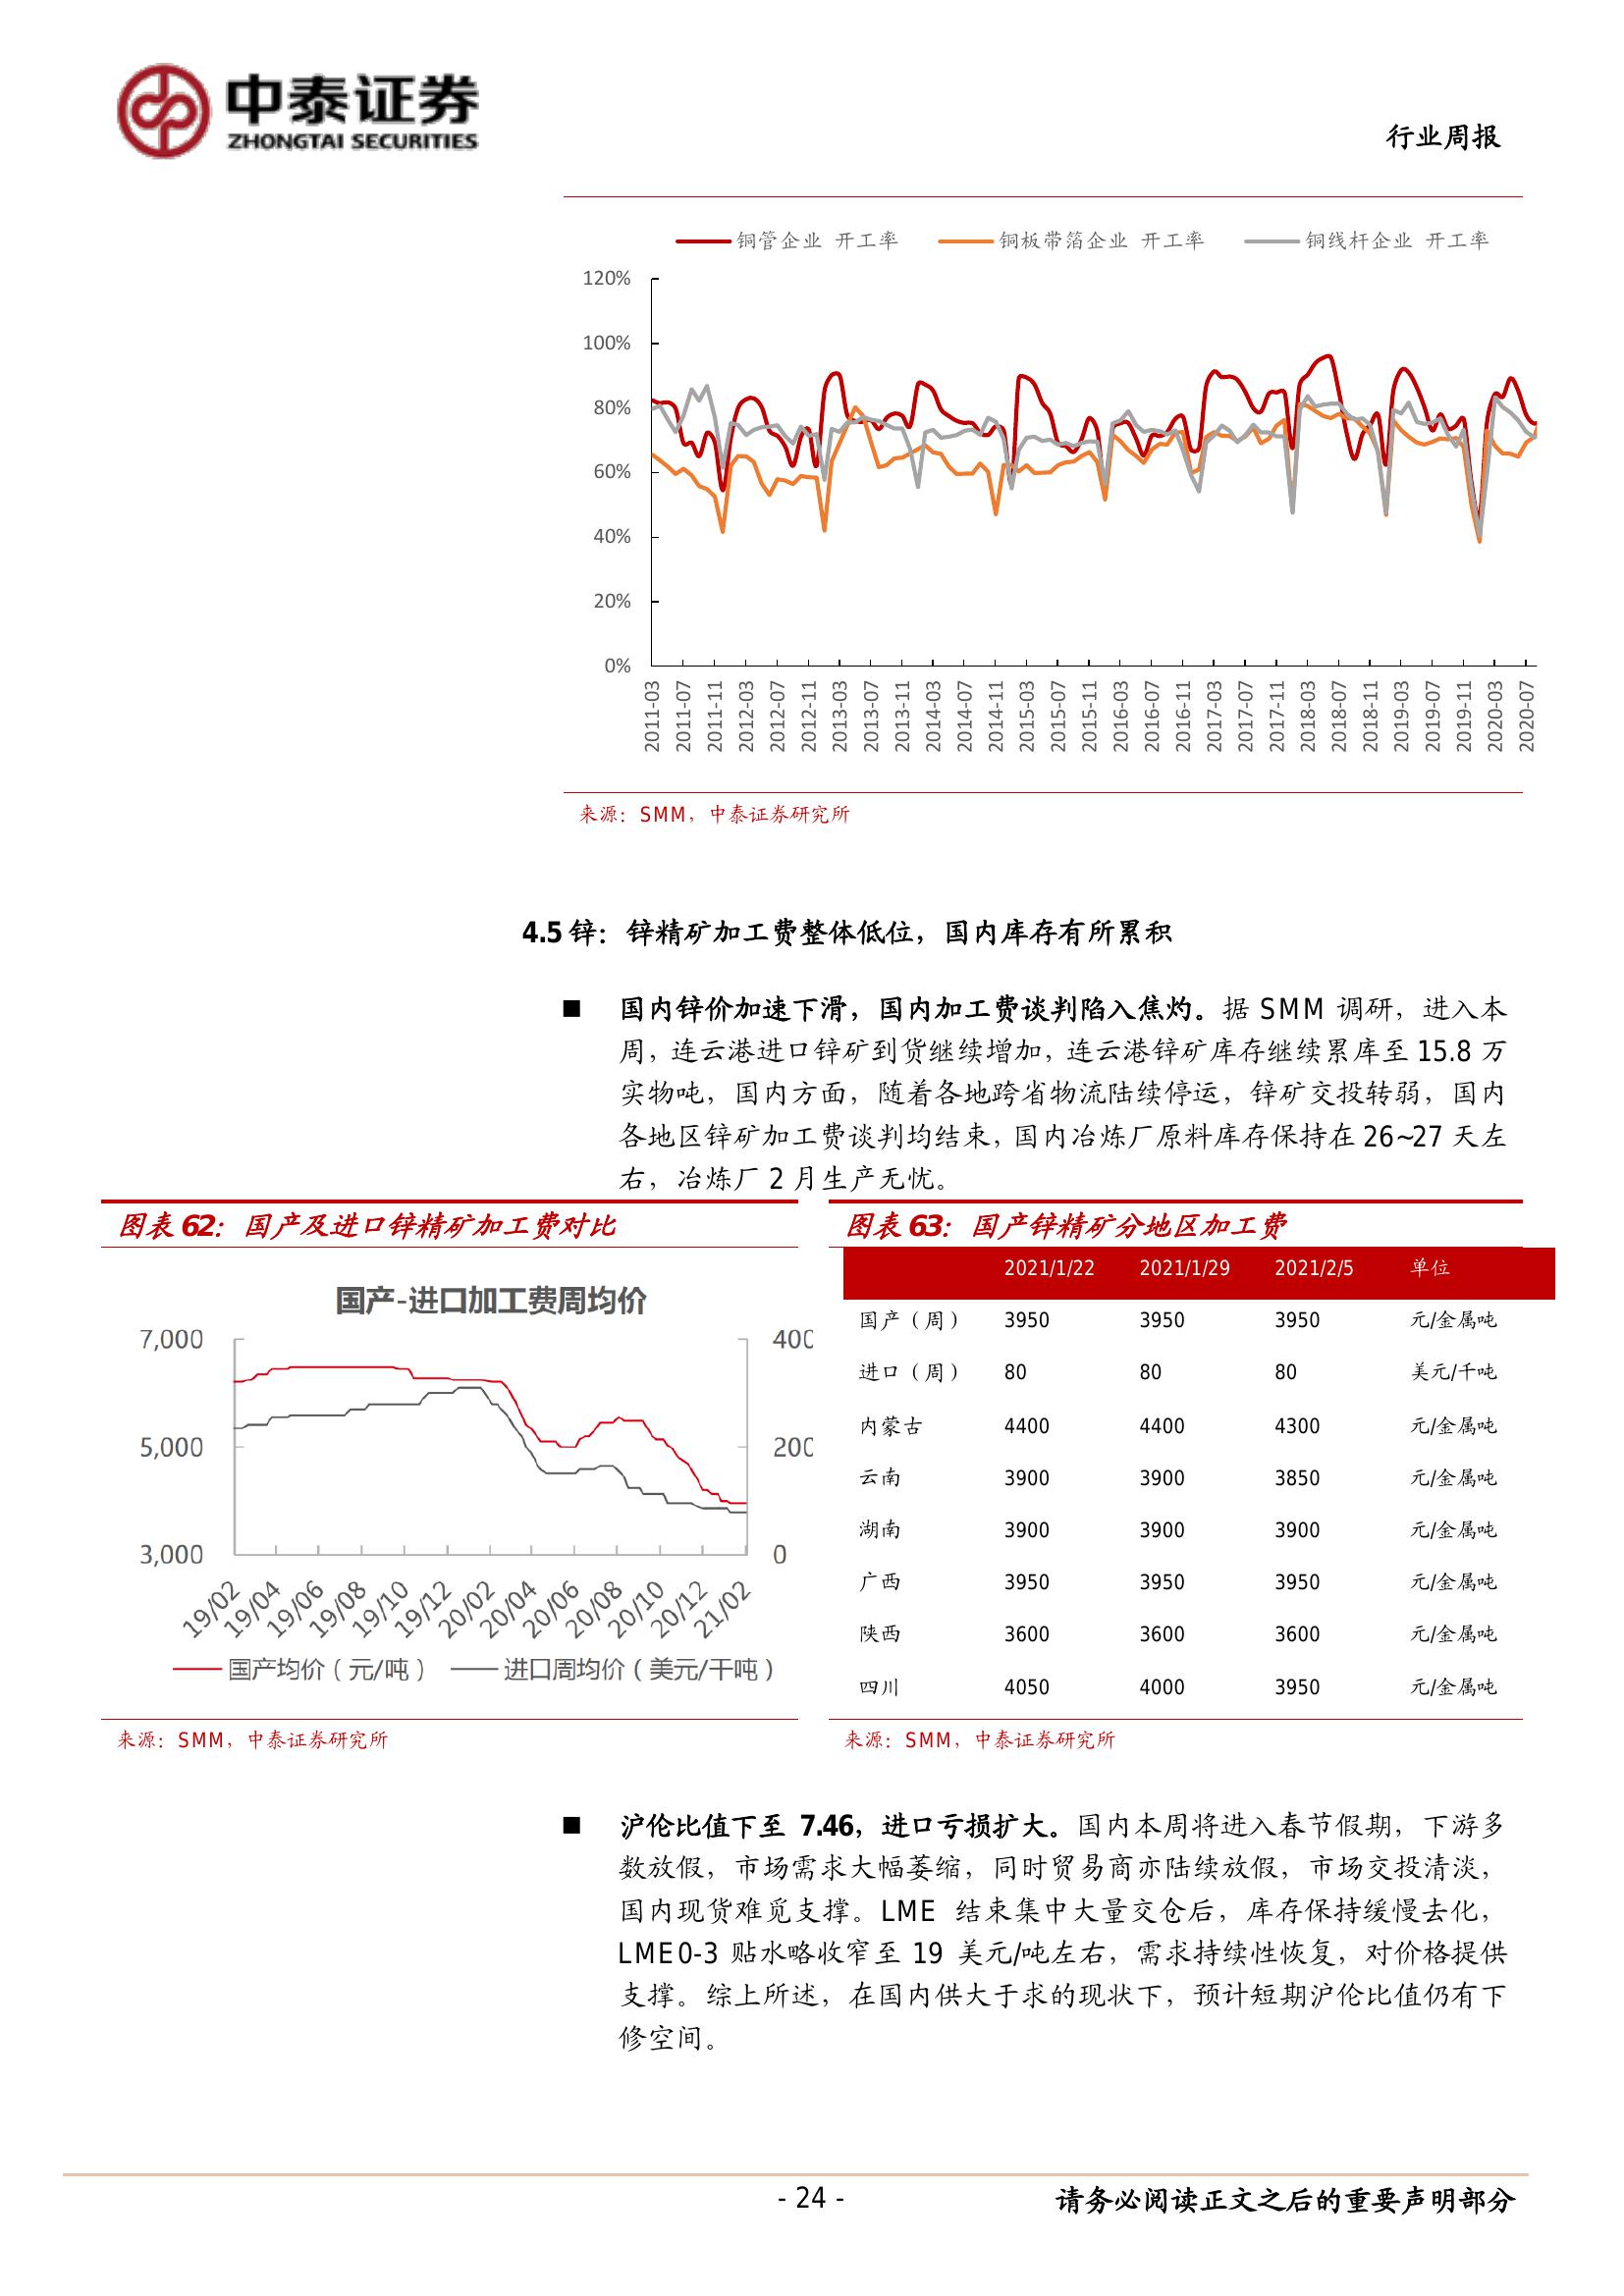 中泰证券
ZHONGTAI SECURITIES
行业周报
铜管企业 开工率 铜板带箔企业 开工率 铜线杆企业 开工率
120%
100%
80%
60%
40%
20%
0%
2011-03 2011-07 2011-11 2012-03 2012-07 2012-11 2013-03 2013-07 2013-11 2014-03 2014-07 2014-11 2015-03 2015-07 2015-11 2016-03 2016-07 2016-11 2017-03 2017-07 2017-11 2018-03 2018-07 2018-11 2019-03 2019-07 2019-11 2020-03 2020-07
来源：SMM，中泰证券研究所
4.5 锌：锌精矿加工费整体低位，国内库存有所累积
■ 国内锌价加速下滑，国内加工费谈判陷入焦灼。据 SMM 调研，进入本
周，连云港进口锌矿到货继续增加，连云港锌矿库存继续累库至 15.8 万
实物吨，国内方面，随着各地跨省物流陆续停运，锌矿交投转弱，国内
各地区锌矿加工费谈判均结束，国内冶炼厂原料库存保持在 26~27 天左
右，冶炼厂 2 月生产无忧。
图表 62：国产及进口锌精矿加工费对比
国产-进口加工费周均价
7,000 400
5,000 200
3,000 0
19/02 19/04 19/06 19/08 19/10 19/12 20/02 20/04 20/06 20/08 20/10 20/12 21/02
国产均价（元/吨） 进口周均价（美元/干吨）
来源：SMM，中泰证券研究所
图表 63：国产锌精矿分地区加工费
2021/1/22 2021/1/29 2021/2/5 单位
国产（周） 3950 3950 3950 元/金属吨
进口（周） 80 80 80 美元/干吨
内蒙古 4400 4400 4300 元/金属吨
云南 3900 3900 3850 元/金属吨
湖南 3900 3900 3900 元/金属吨
广西 3950 3950 3950 元/金属吨
陕西 3600 3600 3600 元/金属吨
四川 4050 4000 3950 元/金属吨
来源：SMM，中泰证券研究所
■ 沪伦比值下至 7.46，进口亏损扩大。国内本周将进入春节假期，下游多
数放假，市场需求大幅萎缩，同时贸易商亦陆续放假，市场交投清淡，
国内现货难觅支撑。LME 结束集中大量交仓后，库存保持缓慢去化，
LME0-3 贴水略收窄至 19 美元/吨左右，需求持续性恢复，对价格提供
支撑。综上所述，在国内供大于求的现状下，预计短期沪伦比值仍有下
修空间。
- 24 -
请务必阅读正文之后的重要声明部分